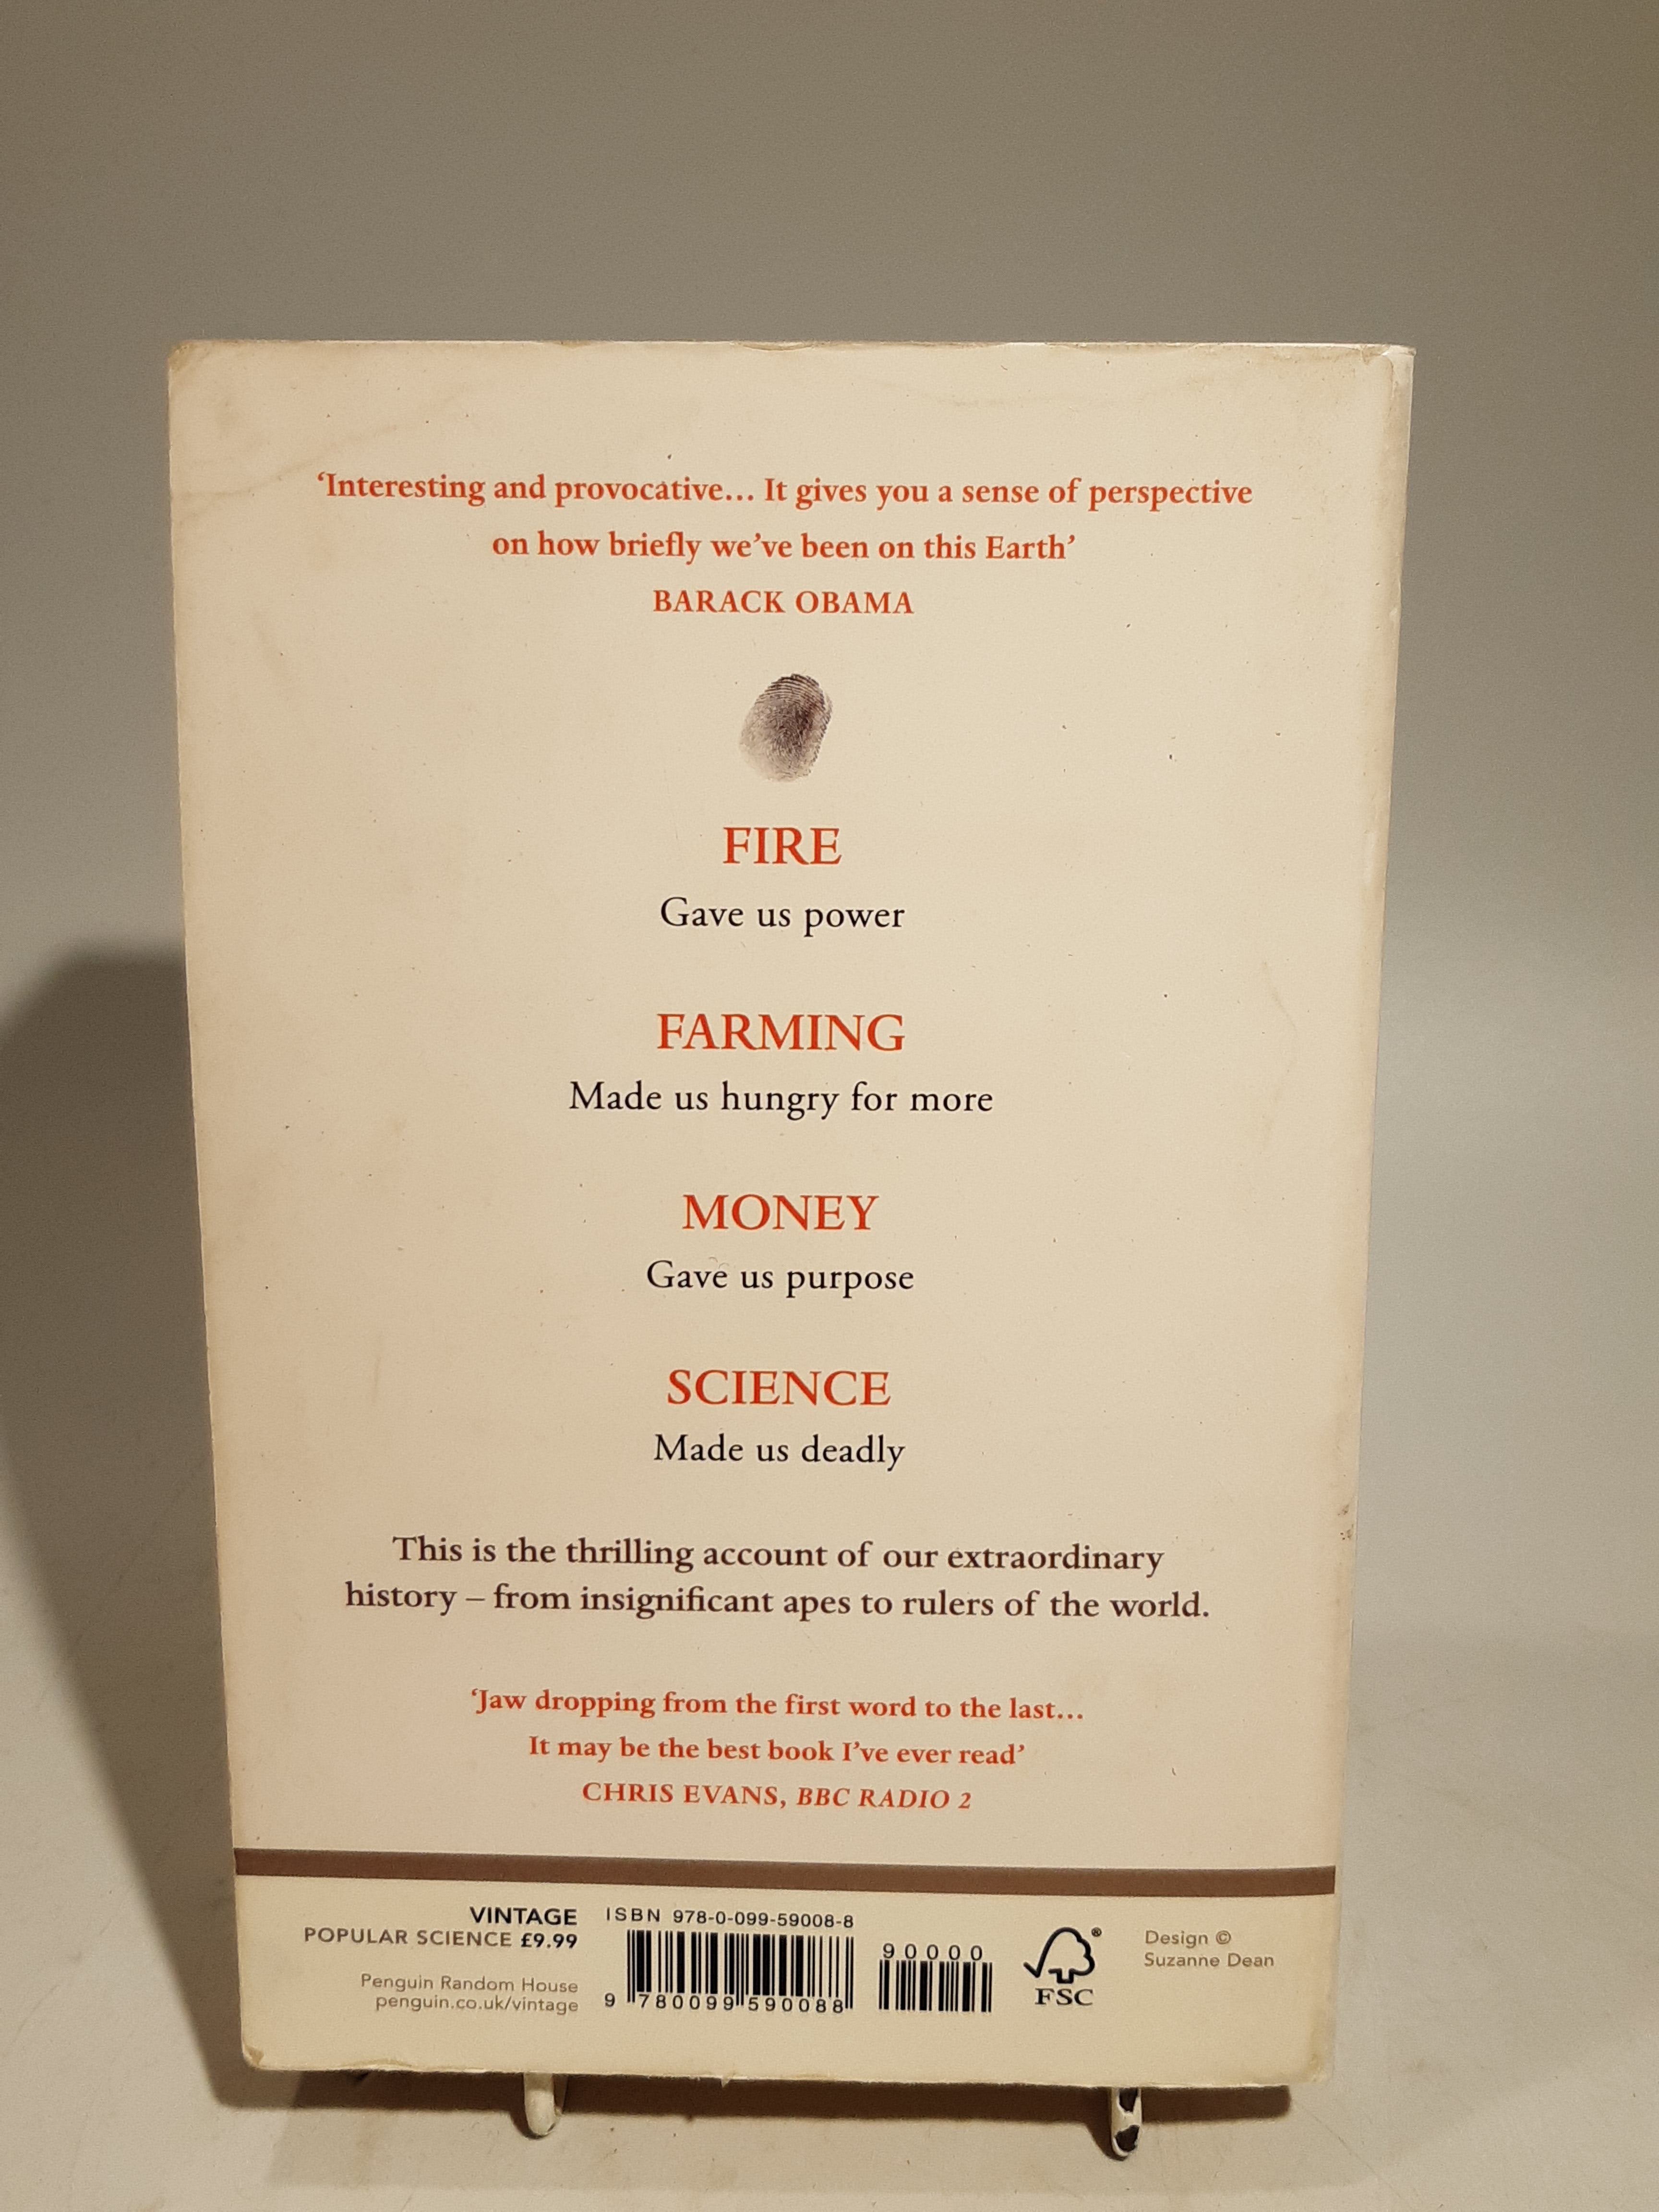 ‘Interesting and provocative... It gives you a sense of perspective
on how briefly we’ve been on this Earth’
BARACK OBAMA
FIRE
Gave us power
FARMING
Made us hungry for more
MONEY
Gave us purpose
SCIENCE
Made us deadly
This is the thrilling account of our extraordinary
history – from insignificant apes to rulers of the world.
‘Jaw dropping from the first word to the last...
It may be the best book I’ve ever read’
CHRIS EVANS, BBC RADIO 2
VINTAGE
POPULAR SCIENCE £9.99
Penguin Random House
penguin.co.uk/vintage
ISBN 978-0-099-59008-8
9 780099 590088
90000
FSC
®
Design ©
Suzanne Dean